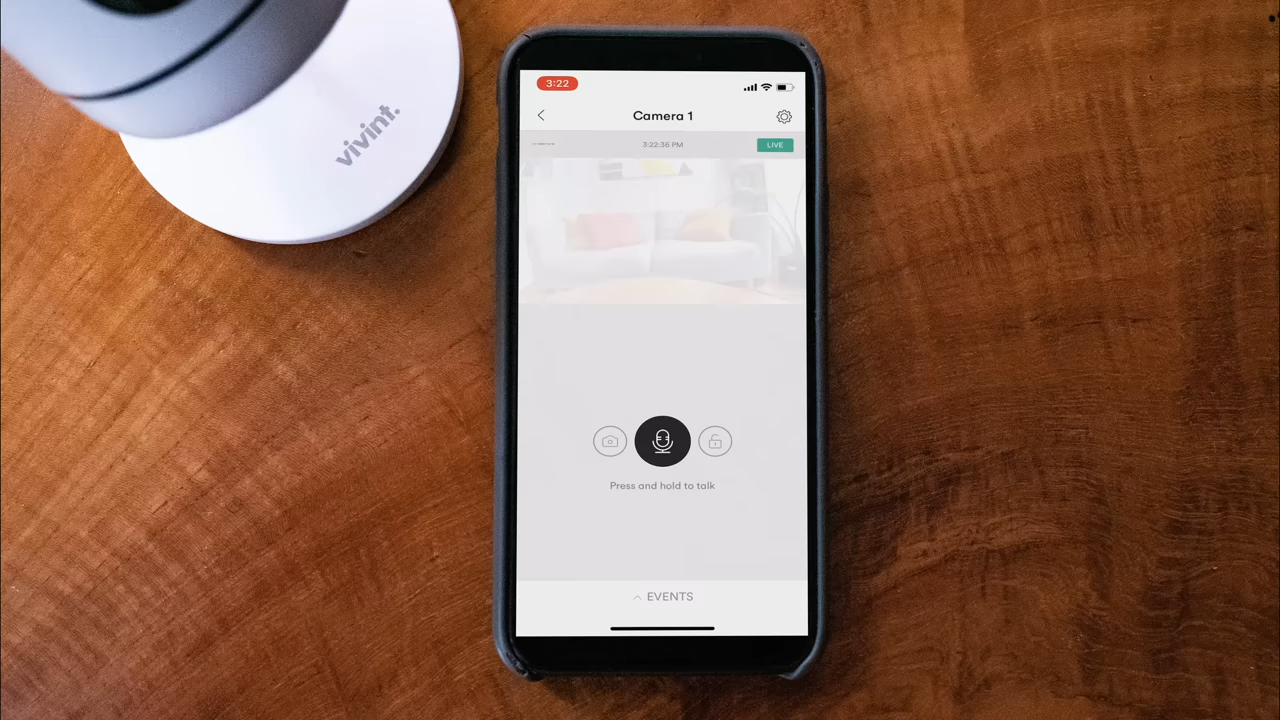 vivint.
3:22
Camera 1
3:22:36 PM
LIVE
Press and hold to talk
EVENTS